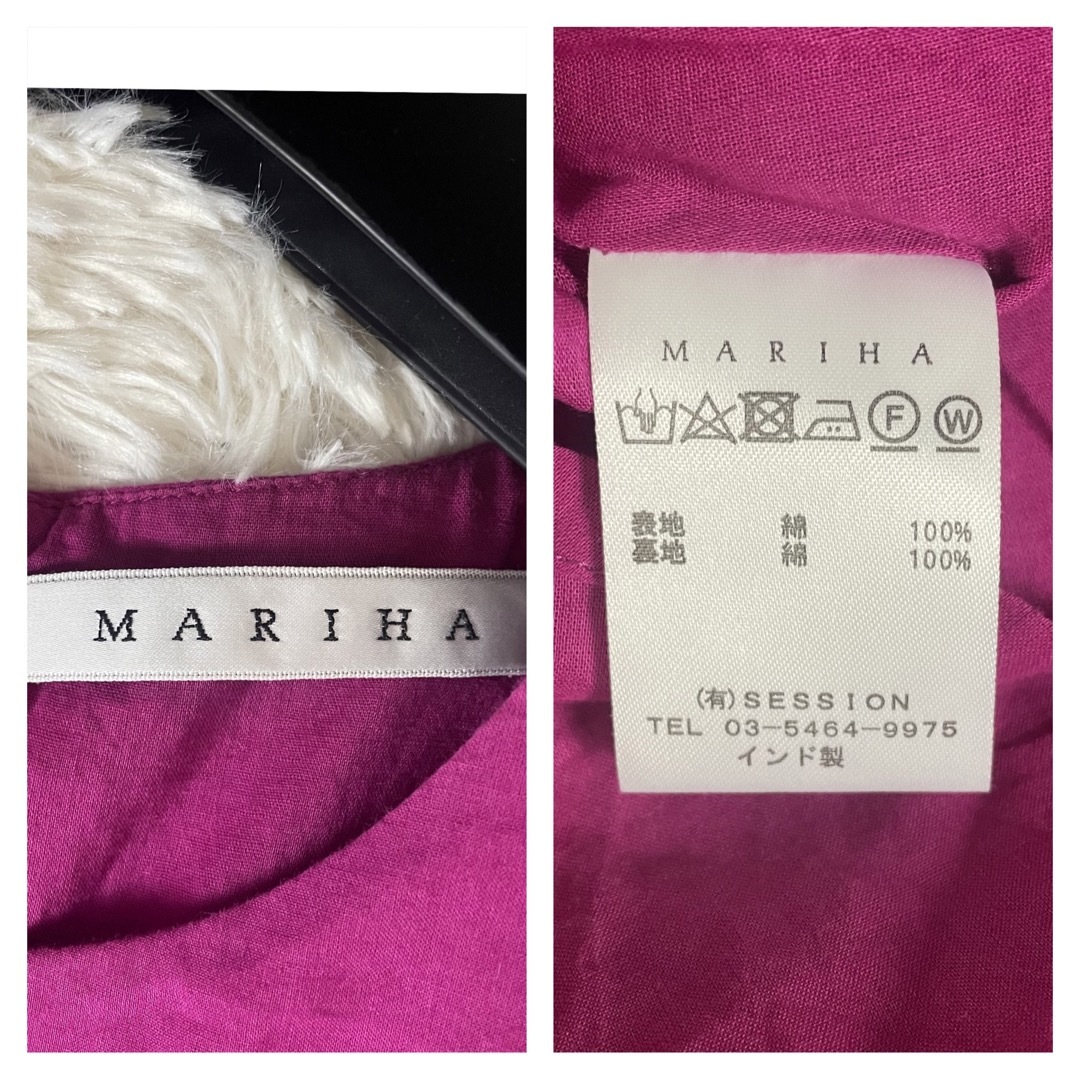 MARIHA
MARIHA
F W
表地 綿 100%
裏地 綿 100%
(有)SESSION
TEL 03-5464-9975
インド製